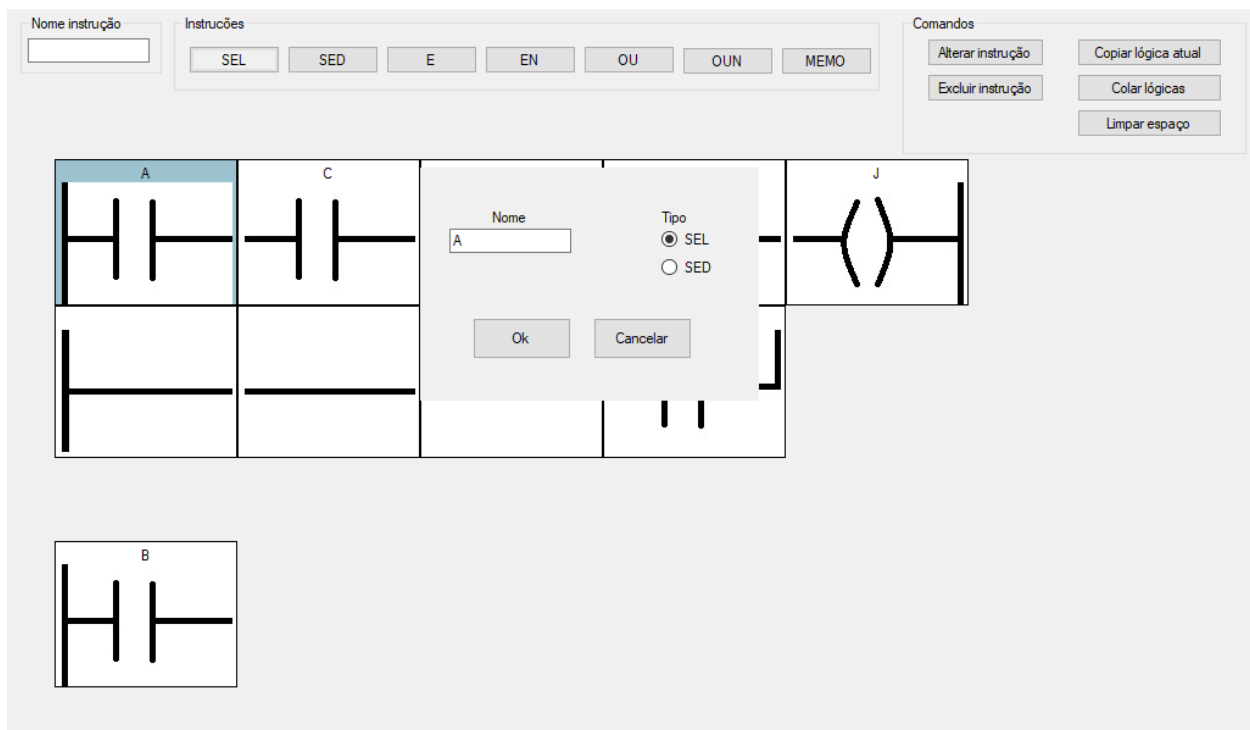 Nome instrução
Instrucões
Comandos
SEL SED E EN OU OUN MEMO
Alterar instrução Copiar lógica atual
Excluir instrução Colar lógicas
Limpar espaço
A C J
Nome Tipo
A SEL
SED
Ok Cancelar
B